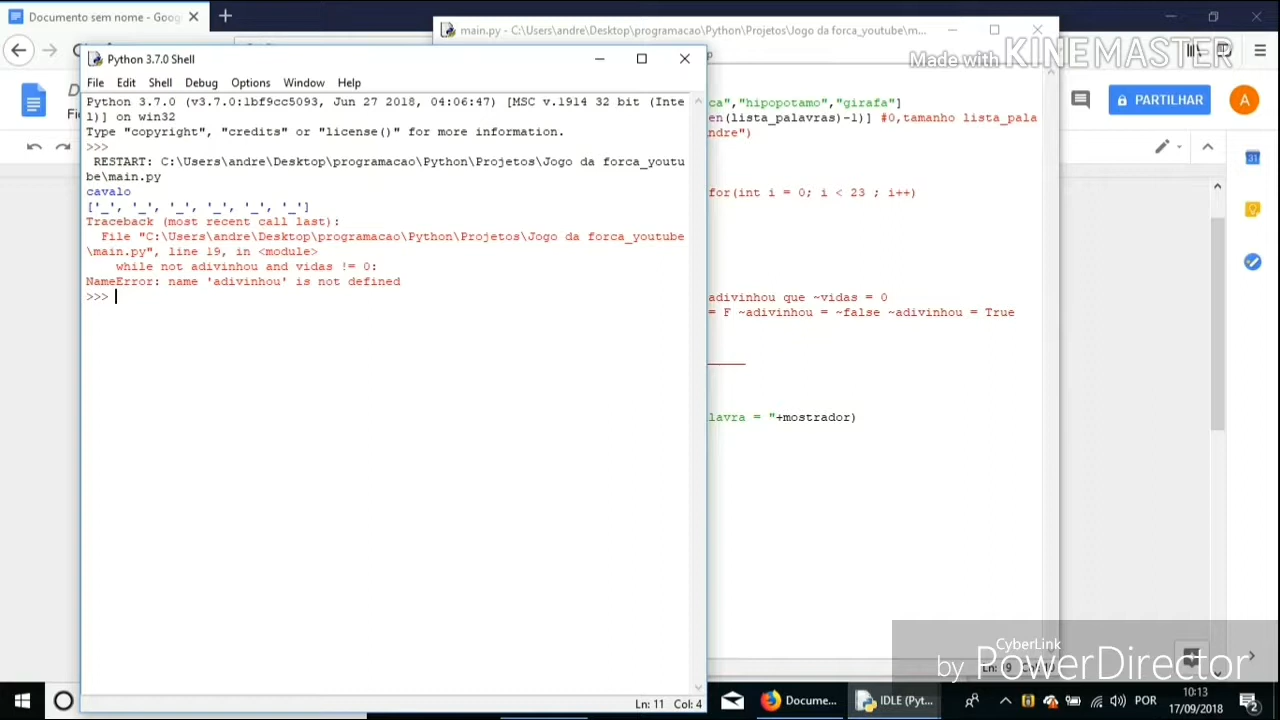 Documento sem nome - Goog
main.py - C:\Users\andre\Desktop\programacao\Python\Projetos\Jogo da forca_youtube\m...
Made with KINEMASTER
Python 3.7.0 Shell
File Edit Shell Debug Options Window Help
PARTILHAR
A
Python 3.7.0 (v3.7.0:1bf9cc5093, Jun 27 2018, 04:06:47) [MSC v.1914 32 bit (Inte
l)] on win32
Type "copyright", "credits" or "license()" for more information.
>>>
RESTART: C:\Users\andre\Desktop\programacao\Python\Projetos\Jogo da forca_youtu
be\main.py
cavalo
['_', '_', '_', '_', '_', '_']
Traceback (most recent call last):
File "C:\Users\andre\Desktop\programacao\Python\Projetos\Jogo da forca_youtube
\main.py", line 19, in <module>
while not adivinhou and vidas != 0:
NameError: name 'adivinhou' is not defined
>>>
ca","hipopotamo","girafa"]
en(lista_palavras)-1)] #0,tamanho lista_pala
ndre")
for(int i = 0; i < 23 ; i++)
adivinhou que ~vidas = 0
= F ~adivinhou = ~false ~adivinhou = True
lavra = "+mostrador)
31
CyberLink
by PowerDirector
Ln: 11 Col: 4
Docume...
IDLE (Pyt...
POR
10:13
17/09/2018
2